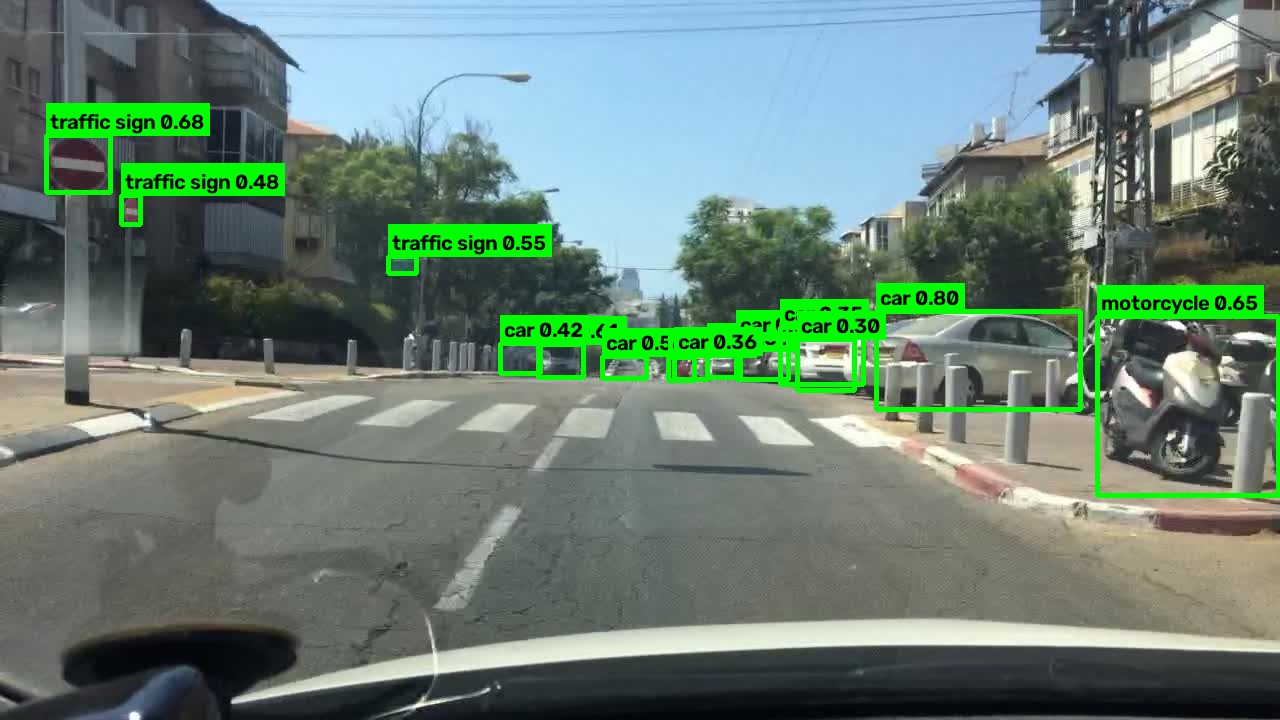 traffic sign 0.68
traffic sign 0.48
traffic sign 0.55
car 0.80
motorcycle 0.65
car 0.42
car 0.30
car 0.36